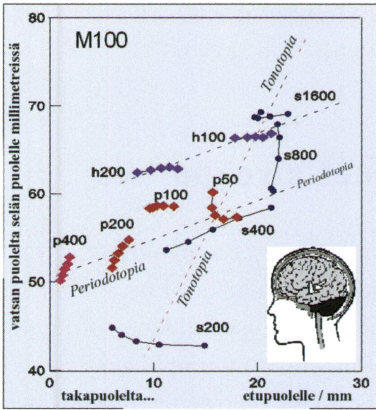 80
M100
vatsan puolelta selän puolelle millimetreissä
Tonotopia
s1600
70
h100
Periodotopia
h200
s800
p100
p50
Periodotopia
60
p200
p400
s400
50
Periodotopia
Tonotopia
s200
40
0
10
20
30
takapuolelta...
etupuolelle / mm